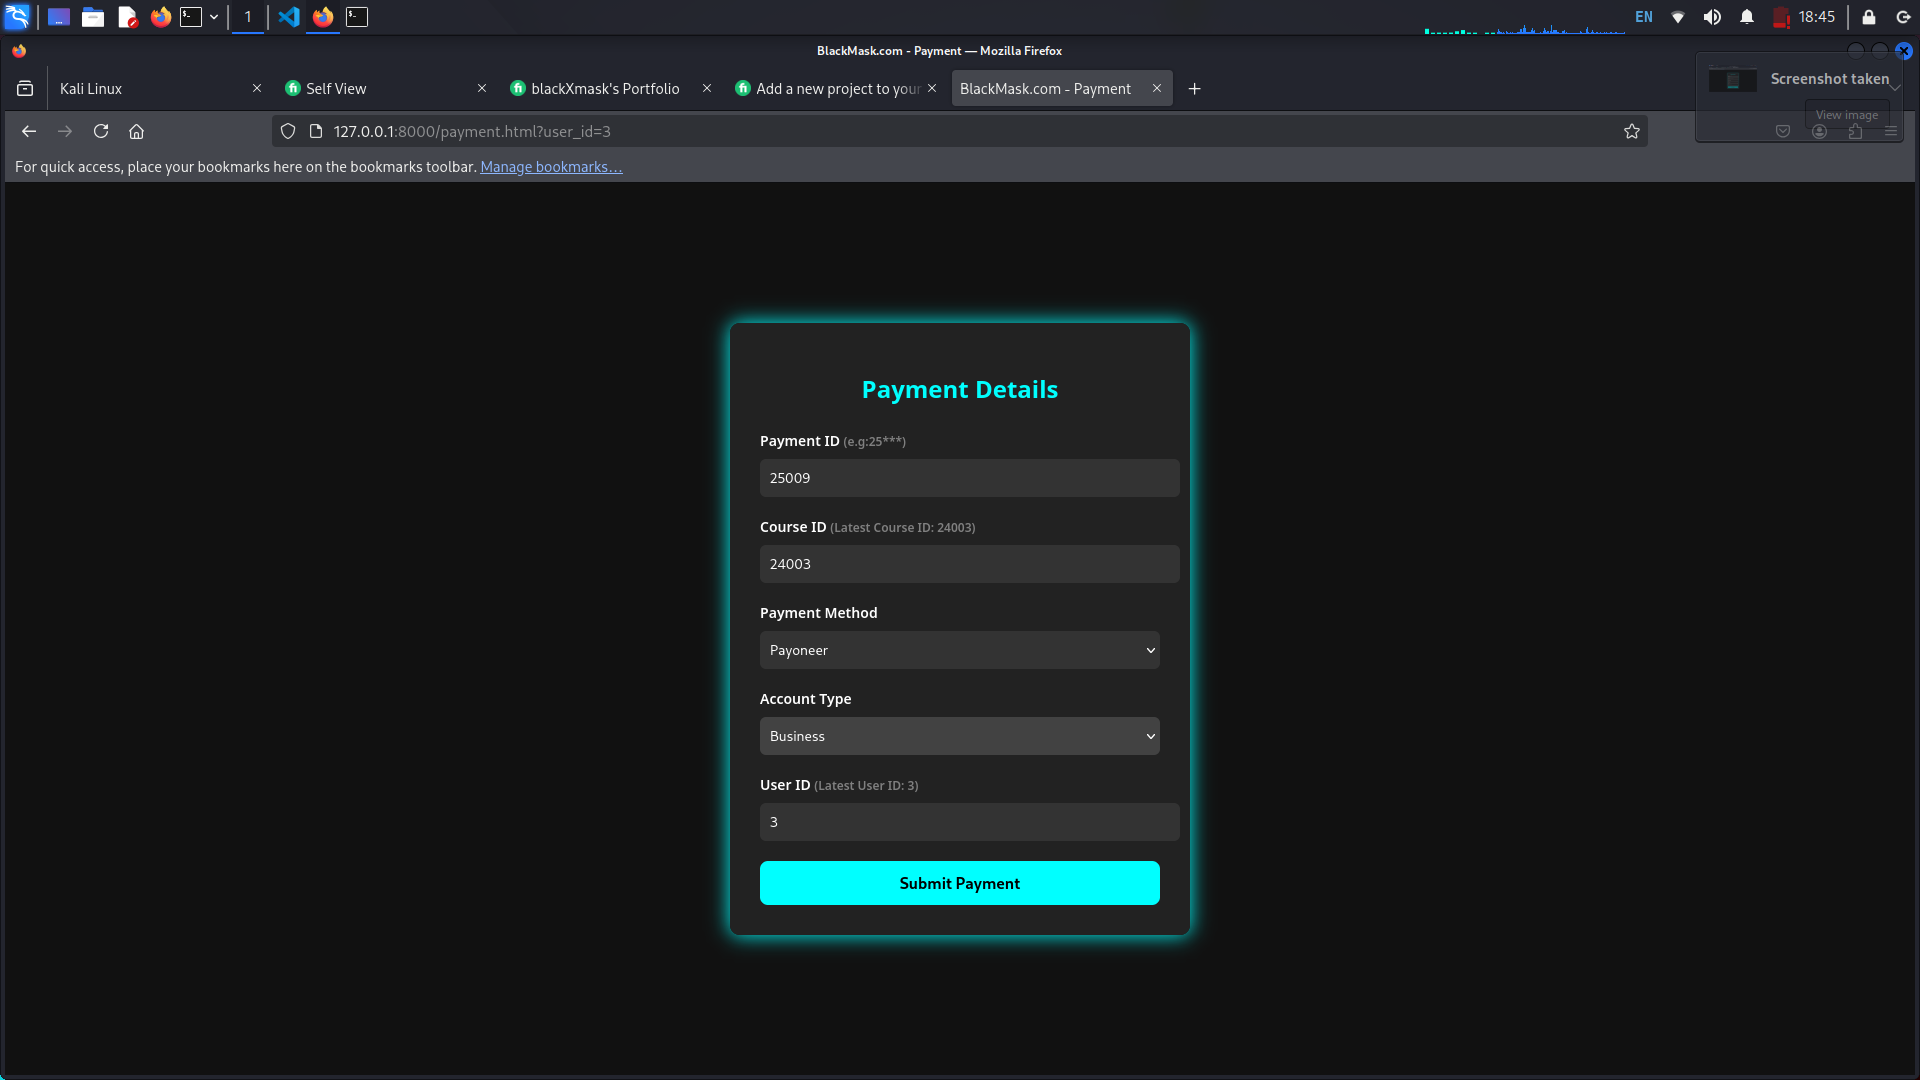 1
EN
18:45
BlackMask.com - Payment — Mozilla Firefox
Kali Linux
Self View
blackXmask's Portfolio
Add a new project to your
BlackMask.com - Payment
Screenshot taken
View image
127.0.0.1:8000/payment.html?user_id=3
For quick access, place your bookmarks here on the bookmarks toolbar. Manage bookmarks…
Payment Details
Payment ID (e.g:25***)
25009
Course ID (Latest Course ID: 24003)
24003
Payment Method
Payoneer
Account Type
Business
User ID (Latest User ID: 3)
3
Submit Payment